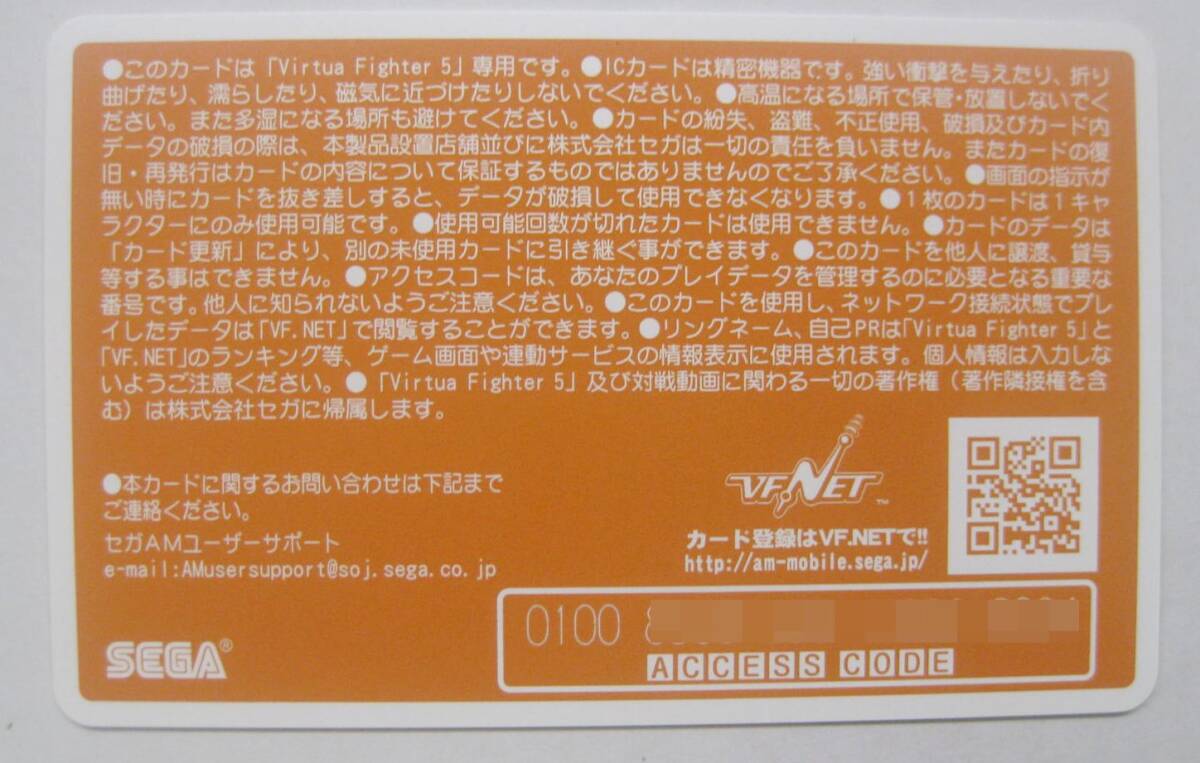 ●このカードは「Virtua Fighter 5」専用です。●ICカードは精密機器です。強い衝撃を与えたり、折り
曲げたり、濡らしたり、磁気に近づけたりしないでください。●高温になる場所で保管・放置しないでく
ださい。また多湿になる場所も避けてください。●カードの紛失、盗難、不正使用、破損及びカード内
データの破損の際は、本製品設置店舗並びに株式会社セガは一切の責任を負いません。またカードの復
旧・再発行はカードの内容について保証するものではありませんのでご了承ください。●画面の指示が
無い時にカードを抜き差しすると、データが破損して使用できなくなります。●1枚のカードは1キャ
ラクターにのみ使用可能です。●使用可能回数が切れたカードは使用できません。●カードのデータは
「カード更新」により、別の未使用カードに引き継ぐ事ができます。●このカードを他人に譲渡、貸与
等する事はできません。●アクセスコードは、あなたのプレイデータを管理するのに必要となる重要な
番号です。他人に知られないようご注意ください。●このカードを使用し、ネットワーク接続状態でプレ
イしたデータは「VF.NET」で閲覧することができます。●リングネーム、自己PRは「Virtua Fighter 5」と
「VF.NET」のランキング等、ゲーム画面や連動サービスの情報表示に使用されます。個人情報は入力しな
いようご注意ください。●「Virtua Fighter 5」及び対戦動画に関わる一切の著作権（著作隣接権を含
む）は株式会社セガに帰属します。
●本カードに関するお問い合わせは下記まで
ご連絡ください。
セガAMユーザーサポート
e-mail:AMusersupport@soj.sega.co.jp
VF.NET™
カード登録はVF.NETで!!
http://am-mobile.sega.jp/
0100
ACCESS CODE
SEGA®